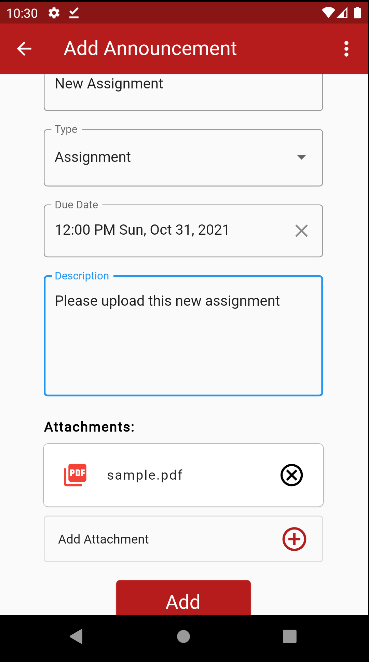 10:30
Add Announcement
New Assignment
Type
Assignment
Due Date
12:00 PM Sun, Oct 31, 2021
Description
Please upload this new assignment
Attachments:
PDF
sample.pdf
Add Attachment
Add